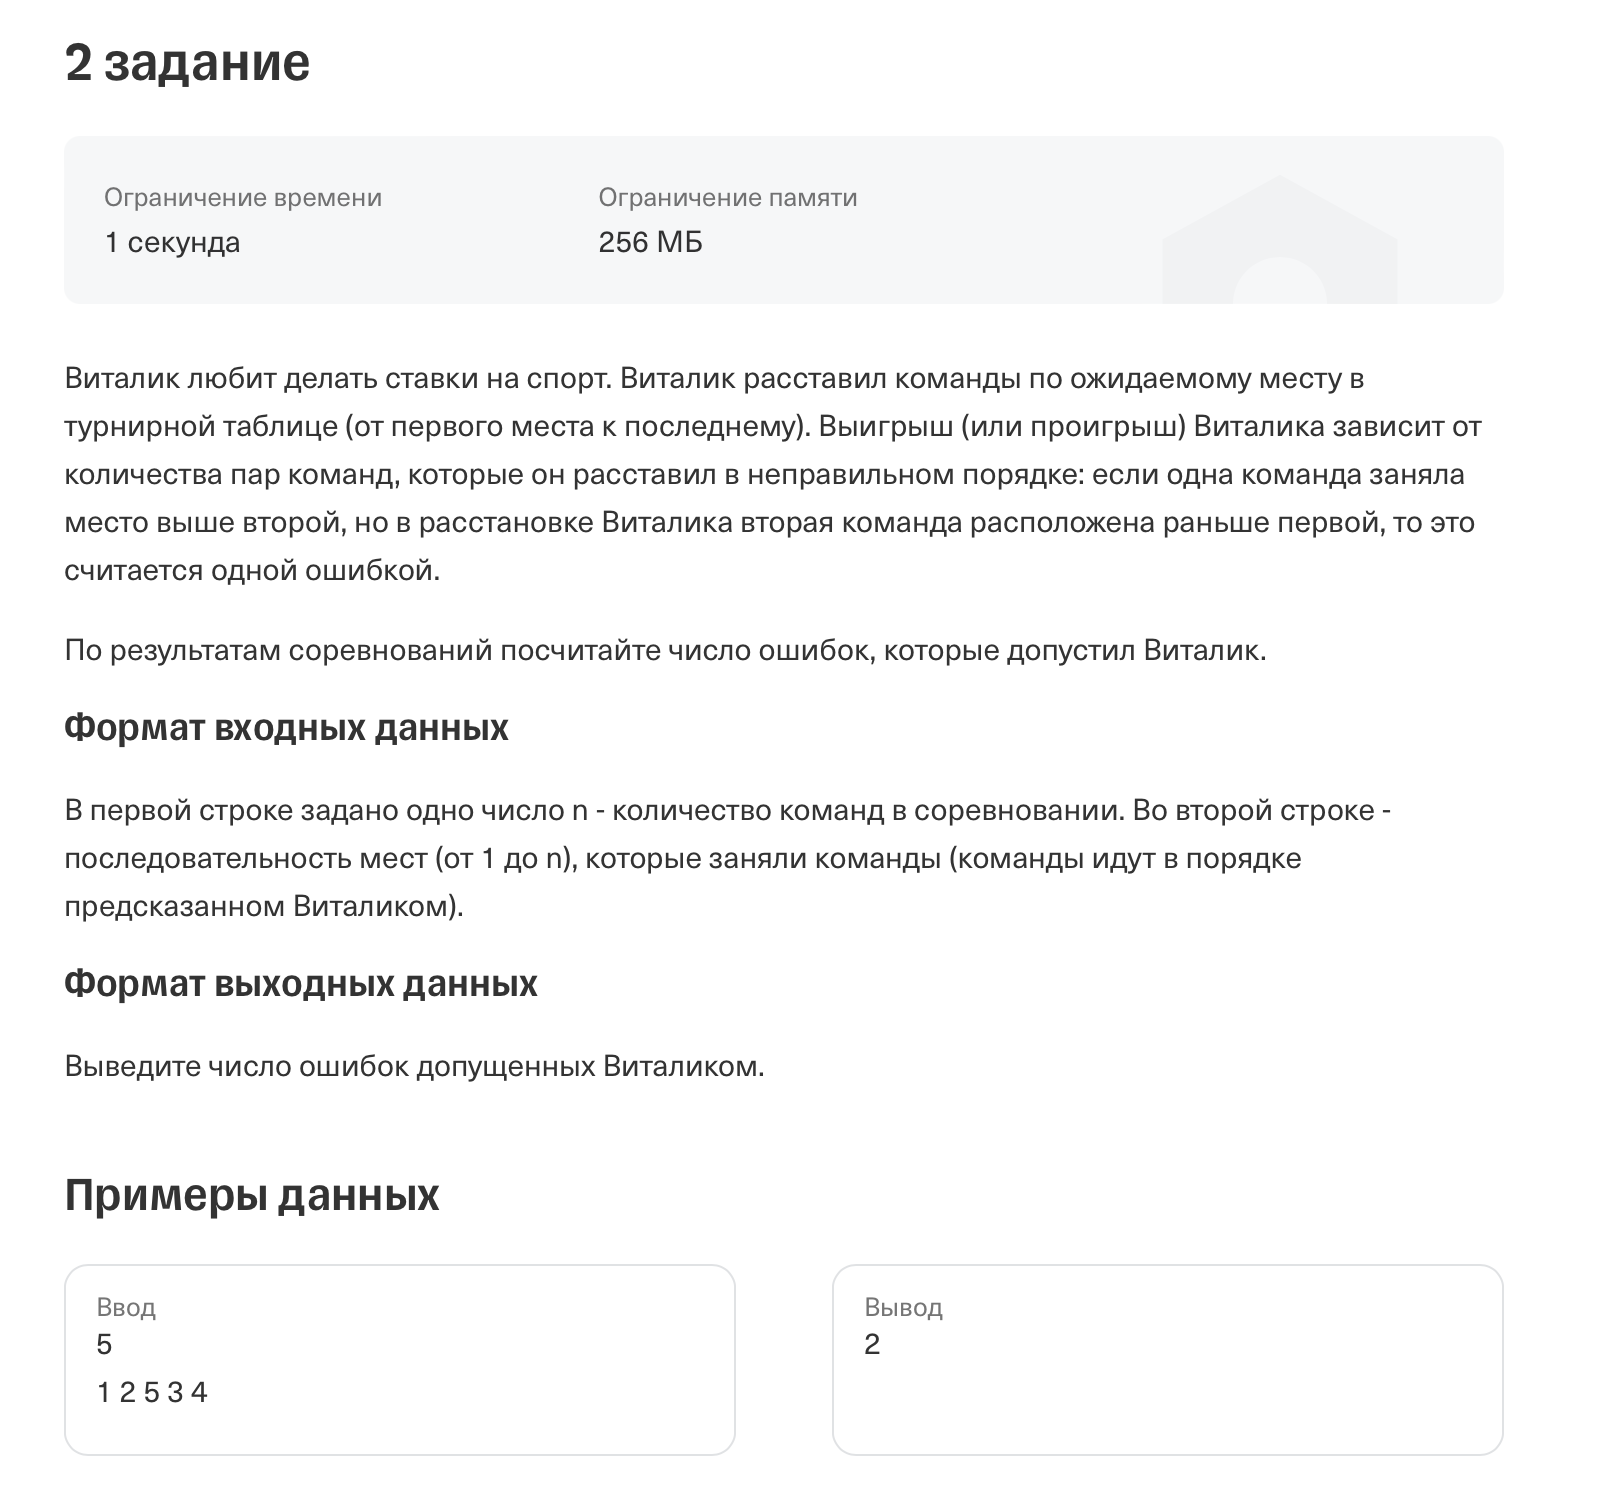 2 задание
Ограничение времени
1 секунда
Ограничение памяти
256 МБ
Виталик любит делать ставки на спорт. Виталик расставил команды по ожидаемому месту в
турнирной таблице (от первого места к последнему). Выигрыш (или проигрыш) Виталика зависит от
количества пар команд, которые он расставил в неправильном порядке: если одна команда заняла
место выше второй, но в расстановке Виталика вторая команда расположена раньше первой, то это
считается одной ошибкой.
По результатам соревнований посчитайте число ошибок, которые допустил Виталик.
Формат входных данных
В первой строке задано одно число n - количество команд в соревновании. Во второй строке -
последовательность мест (от 1 до n), которые заняли команды (команды идут в порядке
предсказанном Виталиком).
Формат выходных данных
Выведите число ошибок допущенных Виталиком.
Примеры данных
Ввод
5
1 2 5 3 4
Вывод
2